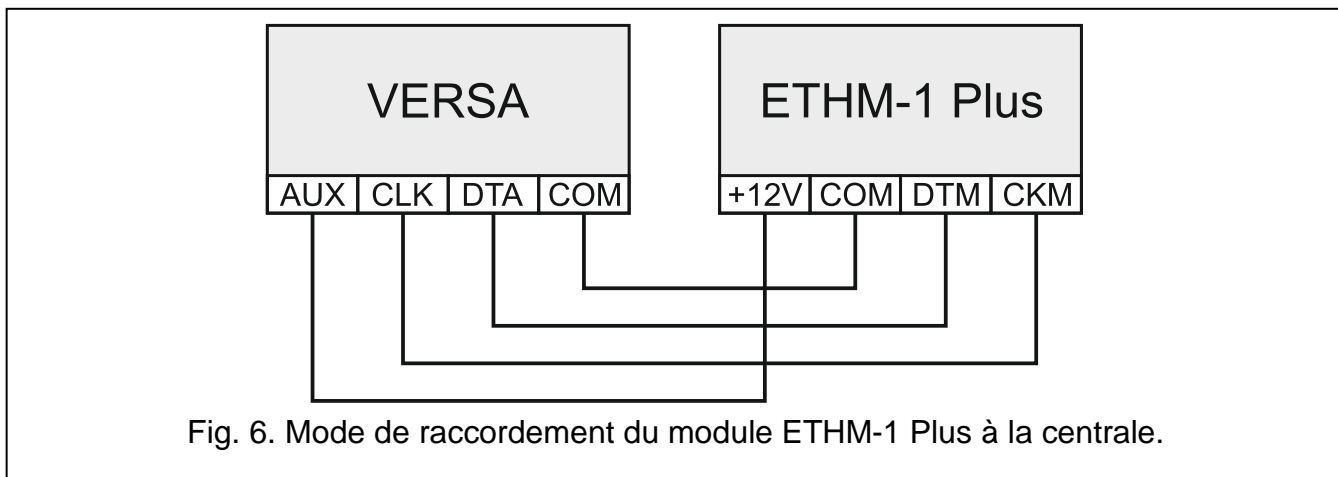 VERSA
ETHM-1 Plus
AUX CLK DTA COM
+12V COM DTM CKM
Fig. 6. Mode de raccordement du module ETHM-1 Plus à la centrale.